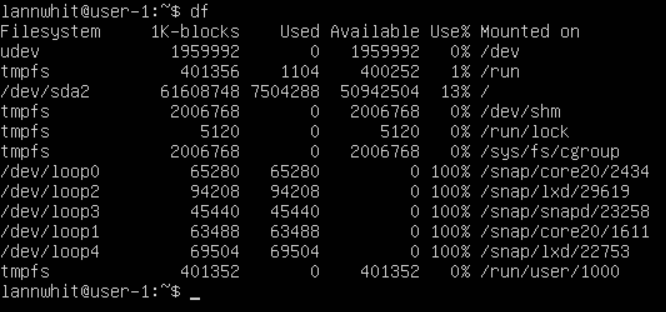 lannwhit@user-1:~$ df
Filesystem     1K-blocks    Used Available Use% Mounted on
udev             1959992       0   1959992   0% /dev
tmpfs             401356    1104    400252   1% /run
/dev/sda2       61608748 7504288  50942504  13% /
tmpfs            2006768       0   2006768   0% /dev/shm
tmpfs               5120       0      5120   0% /run/lock
tmpfs            2006768       0   2006768   0% /sys/fs/cgroup
/dev/loop0         65280   65280         0 100% /snap/core20/2434
/dev/loop2         94208   94208         0 100% /snap/lxd/29619
/dev/loop3         45440   45440         0 100% /snap/snapd/23258
/dev/loop1         63488   63488         0 100% /snap/core20/1611
/dev/loop4         69504   69504         0 100% /snap/lxd/22753
tmpfs             401352       0    401352   0% /run/user/1000
lannwhit@user-1:~$ _